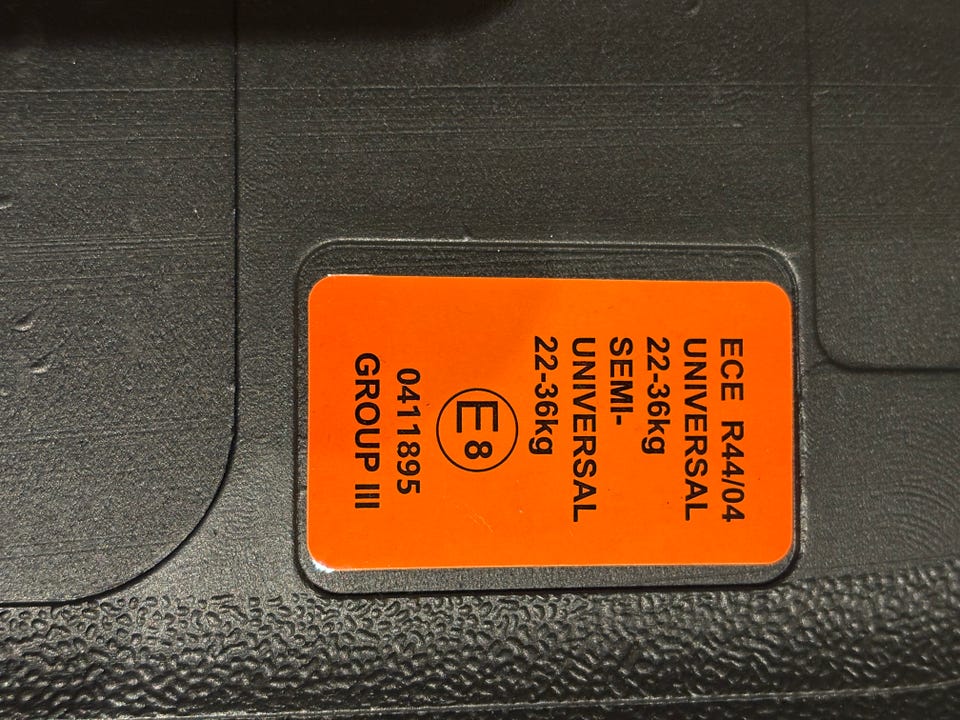 ECE R44/04
UNIVERSAL
22-36kg
SEMI-
UNIVERSAL
22-36kg
E8
0411895
GROUP III